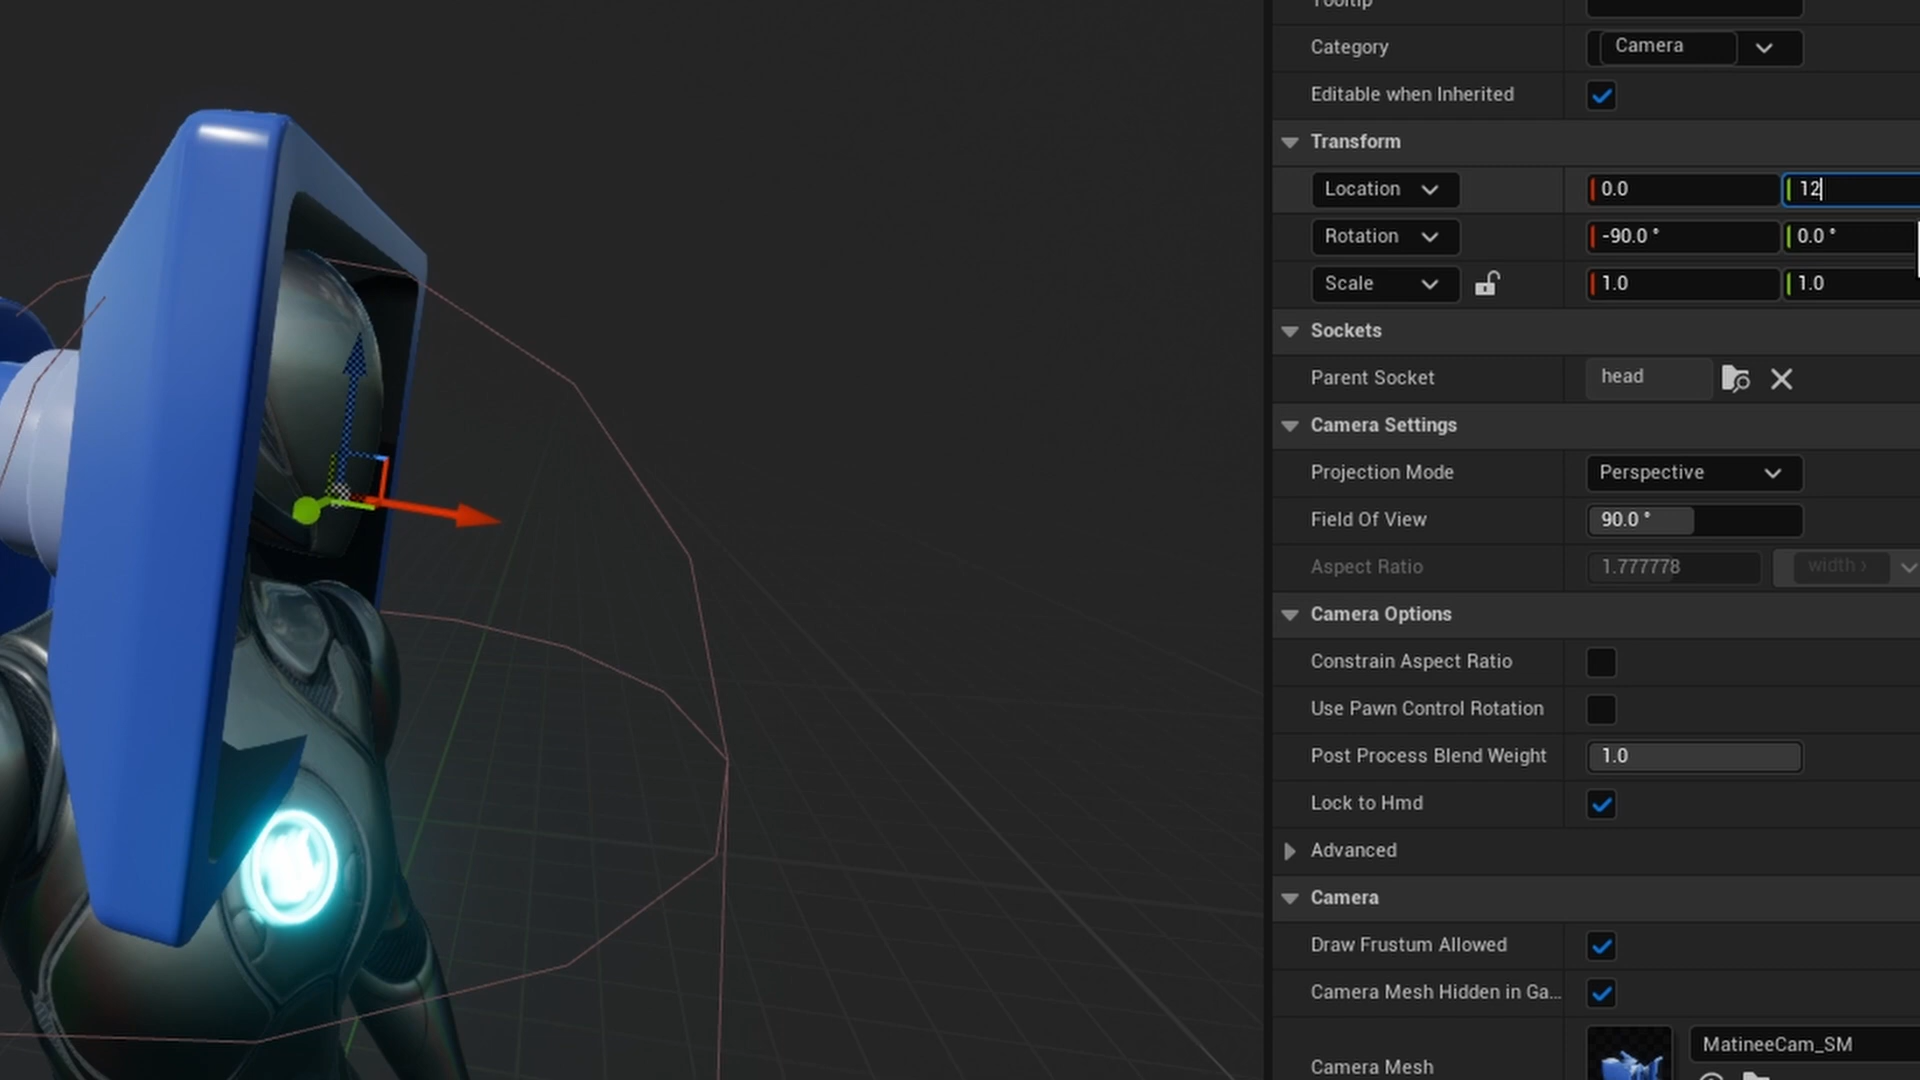 Tooltip
Category Camera
Editable when Inherited
Transform
Location 0.0 12
Rotation -90.0 ° 0.0 °
Scale 1.0 1.0
Sockets
Parent Socket head
Camera Settings
Projection Mode Perspective
Field Of View 90.0 °
Aspect Ratio 1.777778 width
Camera Options
Constrain Aspect Ratio
Use Pawn Control Rotation
Post Process Blend Weight 1.0
Lock to Hmd
Advanced
Camera
Draw Frustum Allowed
Camera Mesh Hidden in Ga...
Camera Mesh MatineeCam_SM